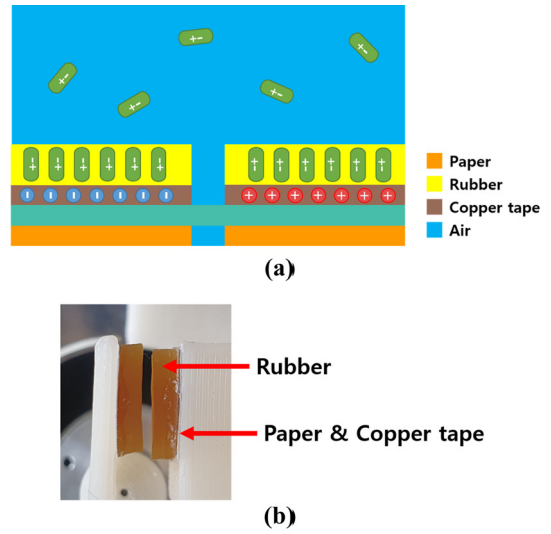 Paper
Rubber
Copper tape
Air
(a)
Rubber
Paper & Copper tape
(b)